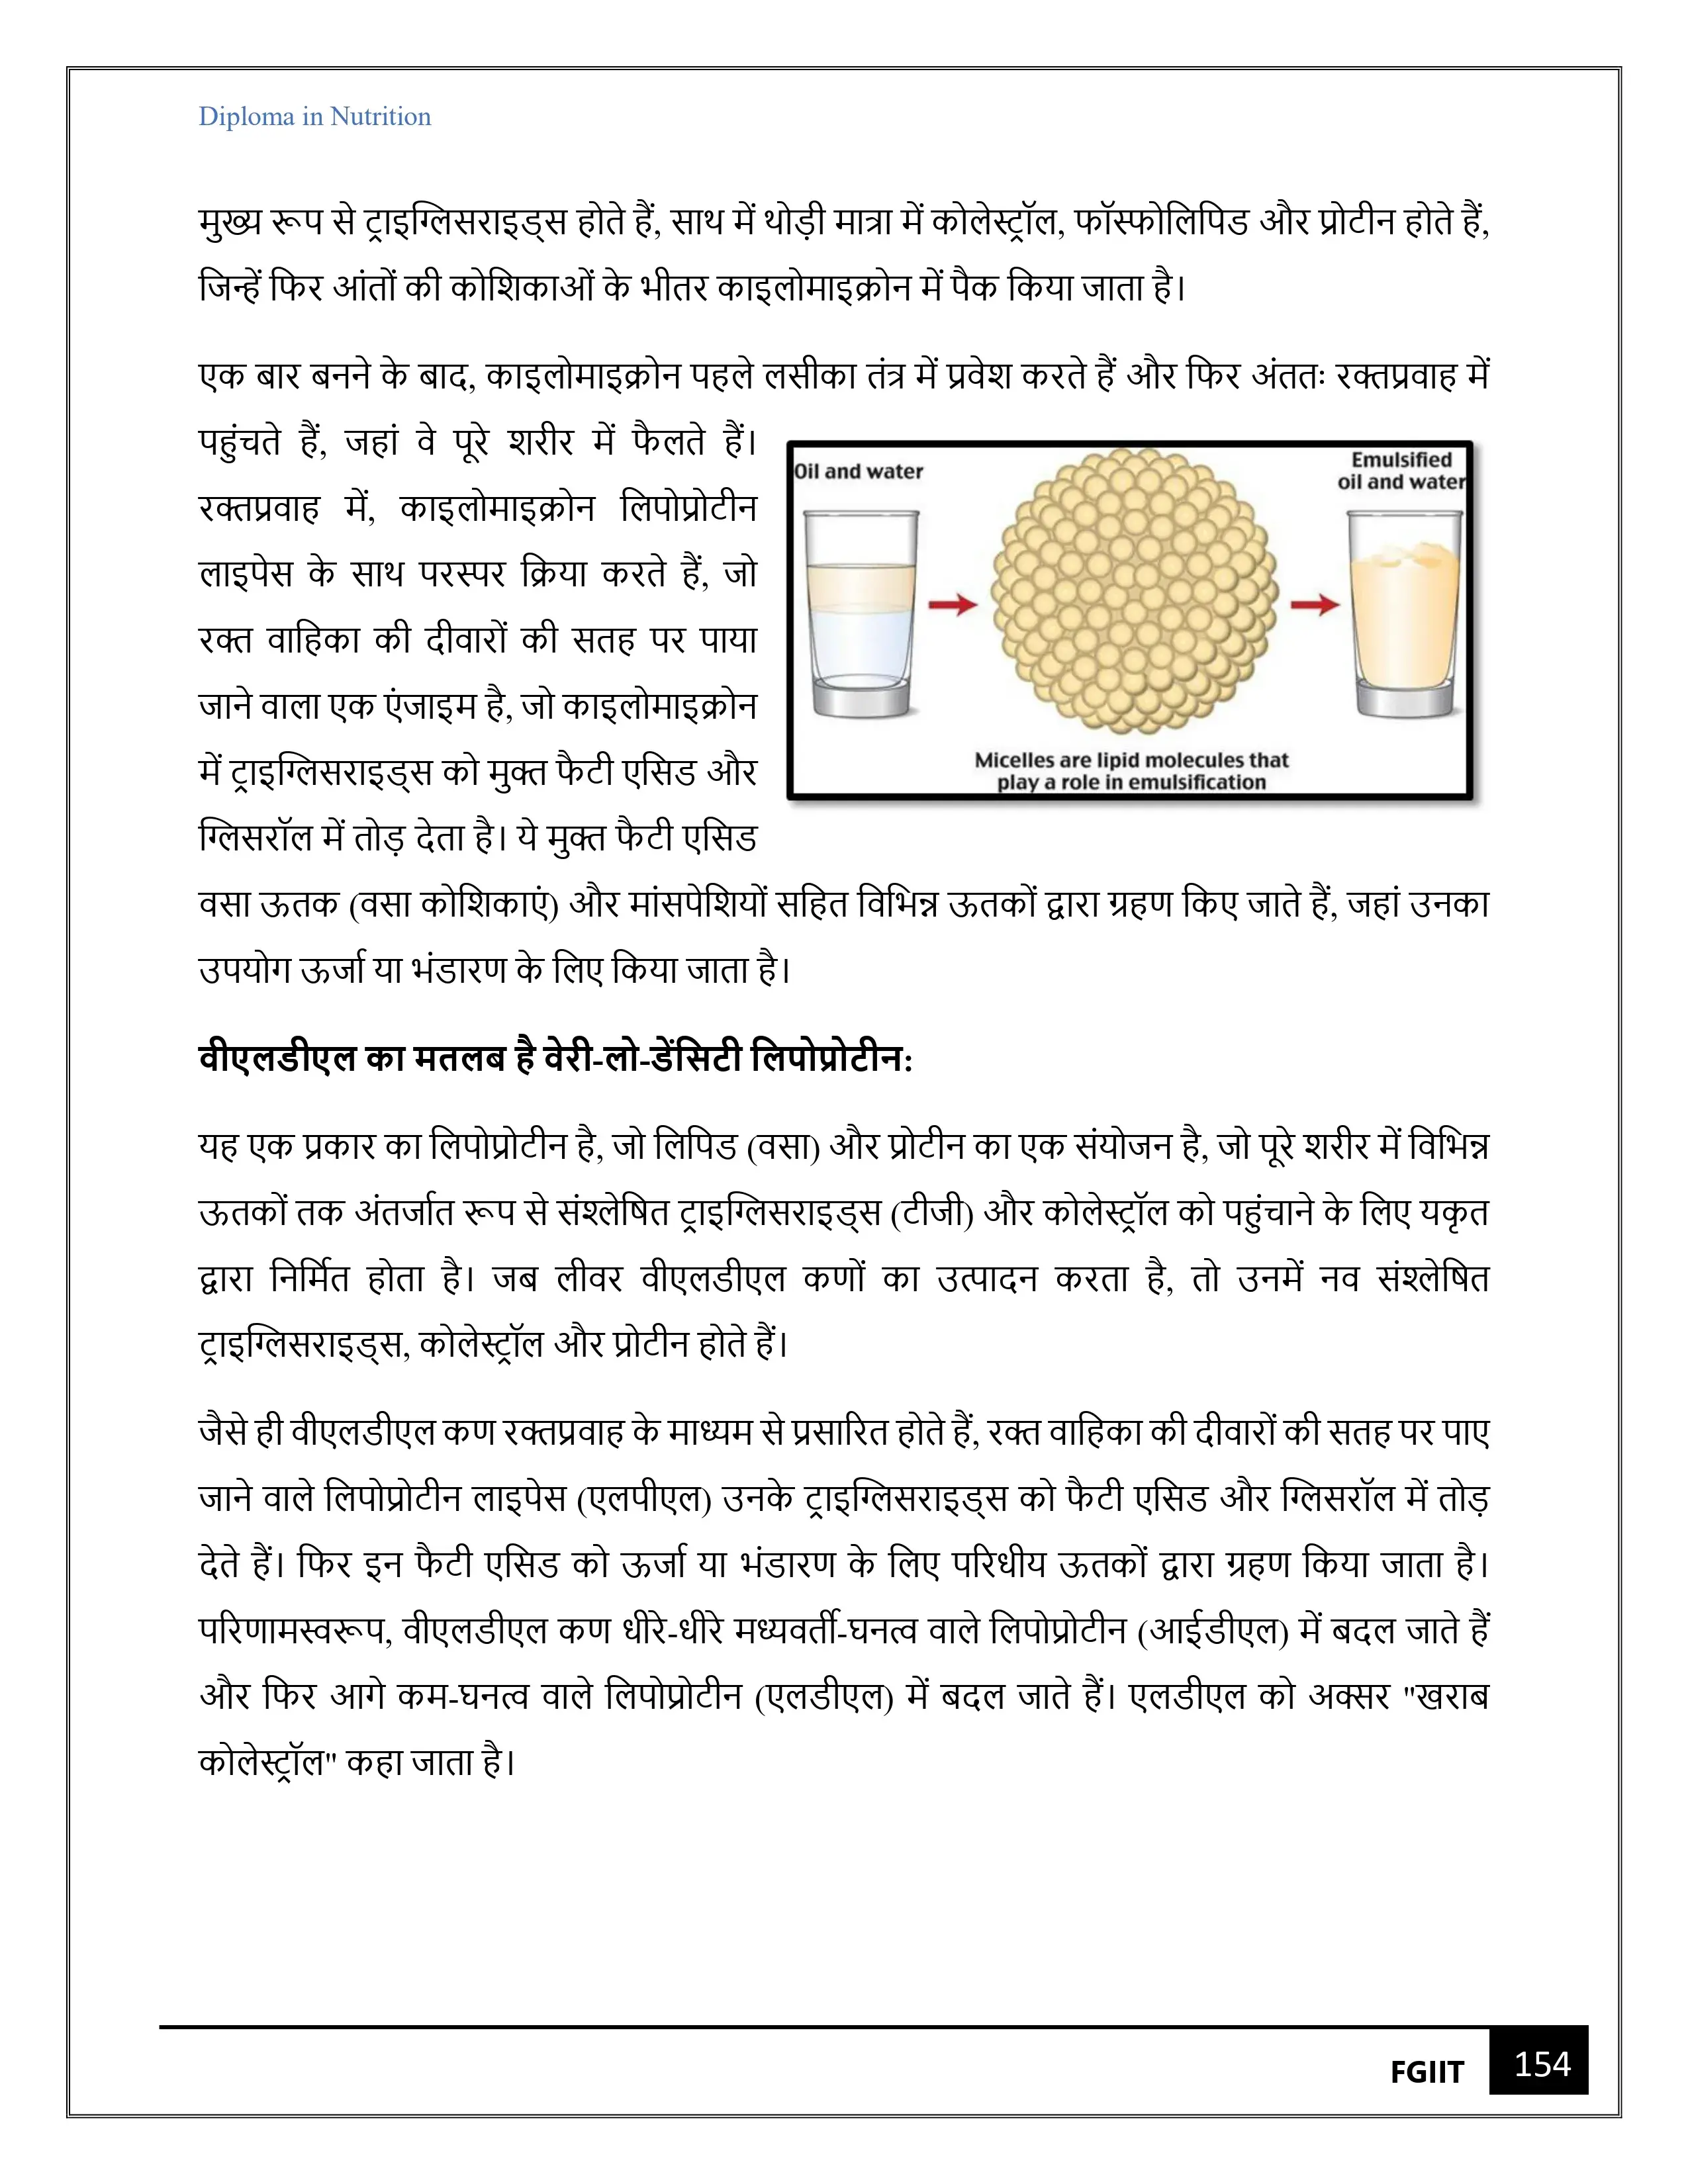 Diploma in Nutrition
मुख्य रूप से ट्राइग्लिसराइड्स होते हैं, साथ में थोड़ी मात्रा में कोलेस्ट्रॉल, फॉस्फोलिपिड और प्रोटीन होते हैं,
जिन्हें फिर आंतों की कोशिकाओं के भीतर काइलोमाइक्रोन में पैक किया जाता है।
एक बार बनने के बाद, काइलोमाइक्रोन पहले लसीका तंत्र में प्रवेश करते हैं और फिर अंततः रक्तप्रवाह में
पहुंचते हैं, जहां वे पूरे शरीर में फैलते हैं।
रक्तप्रवाह में, काइलोमाइक्रोन लिपोप्रोटीन
लाइपेस के साथ परस्पर क्रिया करते हैं, जो
रक्त वाहिका की दीवारों की सतह पर पाया
जाने वाला एक एंजाइम है, जो काइलोमाइक्रोन
में ट्राइग्लिसराइड्स को मुक्त फैटी एसिड और
ग्लिसरॉल में तोड़ देता है। ये मुक्त फैटी एसिड
Oil and water
Emulsified
oil and water
Micelles are lipid molecules that
play a role in emulsification
वसा ऊतक (वसा कोशिकाएं) और मांसपेशियों सहित विभिन्न ऊतकों द्वारा ग्रहण किए जाते हैं, जहां उनका
उपयोग ऊर्जा या भंडारण के लिए किया जाता है।
वीएलडीएल का मतलब है वेरी-लो-डेंसिटी लिपोप्रोटीन:
यह एक प्रकार का लिपोप्रोटीन है, जो लिपिड (वसा) और प्रोटीन का एक संयोजन है, जो पूरे शरीर में विभिन्न
ऊतकों तक अंतर्जात रूप से संश्लेषित ट्राइग्लिसराइड्स (टीजी) और कोलेस्ट्रॉल को पहुंचाने के लिए यकृत
द्वारा निर्मित होता है। जब लीवर वीएलडीएल कणों का उत्पादन करता है, तो उनमें नव संश्लेषित
ट्राइग्लिसराइड्स, कोलेस्ट्रॉल और प्रोटीन होते हैं।
जैसे ही वीएलडीएल कण रक्तप्रवाह के माध्यम से प्रसारित होते हैं, रक्त वाहिका की दीवारों की सतह पर पाए
जाने वाले लिपोप्रोटीन लाइपेस (एलपीएल) उनके ट्राइग्लिसराइड्स को फैटी एसिड और ग्लिसरॉल में तोड़
देते हैं। फिर इन फैटी एसिड को ऊर्जा या भंडारण के लिए परिधीय ऊतकों द्वारा ग्रहण किया जाता है।
परिणामस्वरूप, वीएलडीएल कण धीरे-धीरे मध्यवर्ती-घनत्व वाले लिपोप्रोटीन (आईडीएल) में बदल जाते हैं
और फिर आगे कम-घनत्व वाले लिपोप्रोटीन (एलडीएल) में बदल जाते हैं। एलडीएल को अक्सर "खराब
कोलेस्ट्रॉल" कहा जाता है।
FGIIT 154